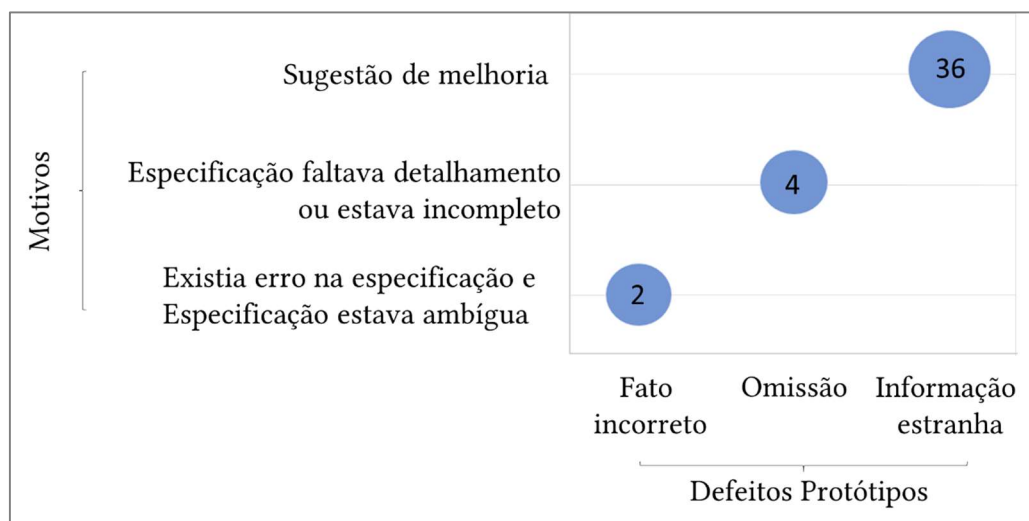 Motivos
Sugestão de melhoria
36
Especificação faltava detalhamento
ou estava incompleto
4
Existia erro na especificação e
Especificação estava ambígua
2
Fato
incorreto
Omissão
Informação
estranha
Defeitos Protótipos